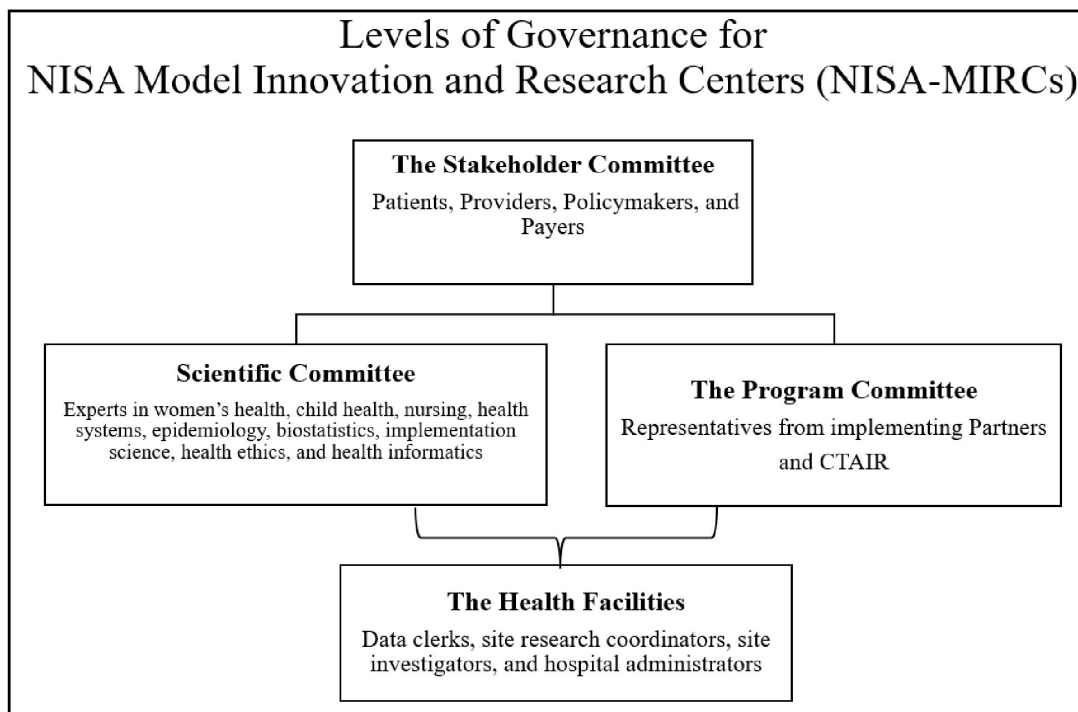 Levels of Governance for
NISA Model Innovation and Research Centers (NISA-MIRCs)
The Stakeholder Committee
Patients, Providers, Policymakers, and
Payers
Scientific Committee
Experts in women's health, child health, nursing, health
systems, epidemiology, biostatistics, implementation
science, health ethics, and health informatics
The Program Committee
Representatives from implementing Partners
and CTAIR
The Health Facilities
Data clerks, site research coordinators, site
investigators, and hospital administrators